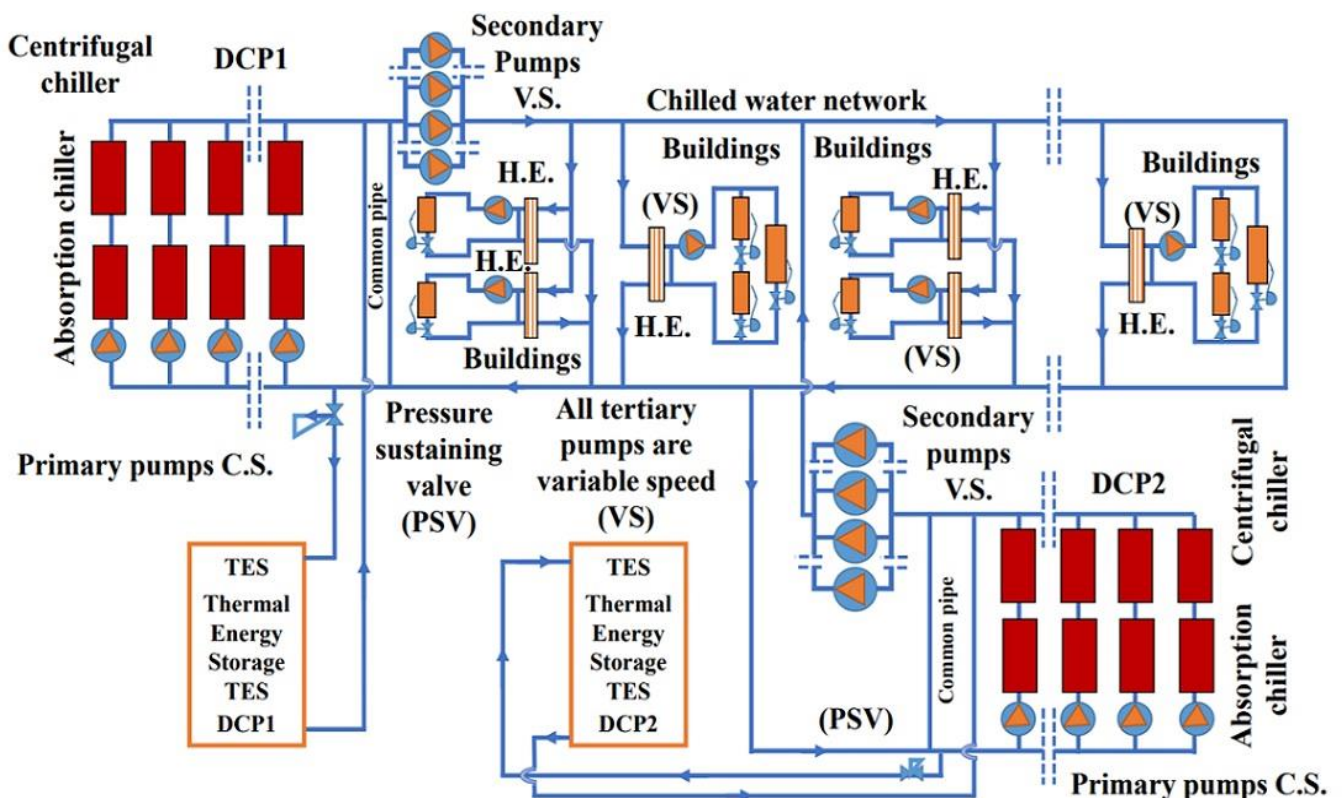 Centrifugal
chiller
DCP1
Secondary
Pumps
V.S.
Chilled water network
Absorption chiller
Common pipe
H.E.
H.E.
Buildings
Buildings
(VS)
H.E.
Buildings
H.E.
(VS)
Buildings
(VS)
H.E.
Primary pumps C.S.
Pressure
sustaining
valve
(PSV)
All tertiary
pumps are
variable speed
(VS)
Secondary
pumps
V.S.
DCP2
Centrifugal
chiller
Absorption
chiller
Common pipe
(PSV)
Primary pumps C.S.
TES
Thermal
Energy
Storage
TES
DCP1
TES
Thermal
Energy
Storage
TES
DCP2